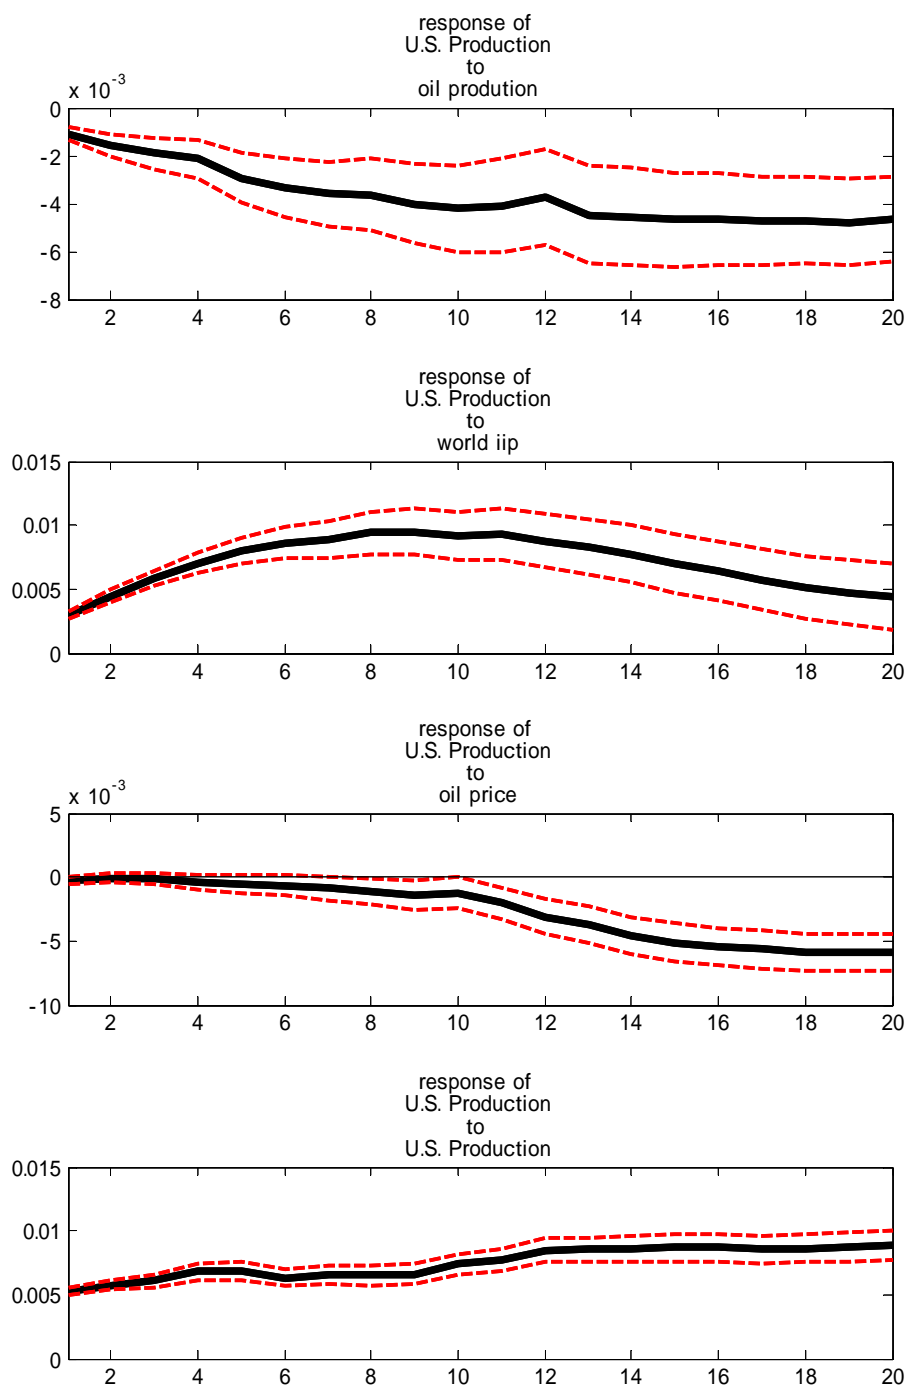 response of
U.S. Production
to
oil prodution
x 10-3
0
-2
-4
-6
-8
2 4 6 8 10 12 14 16 18 20
response of
U.S. Production
to
world iip
0.015
0.01
0.005
0
2 4 6 8 10 12 14 16 18 20
response of
U.S. Production
to
oil price
x 10-3
5
0
-5
-10
2 4 6 8 10 12 14 16 18 20
response of
U.S. Production
to
U.S. Production
0.015
0.01
0.005
0
2 4 6 8 10 12 14 16 18 20